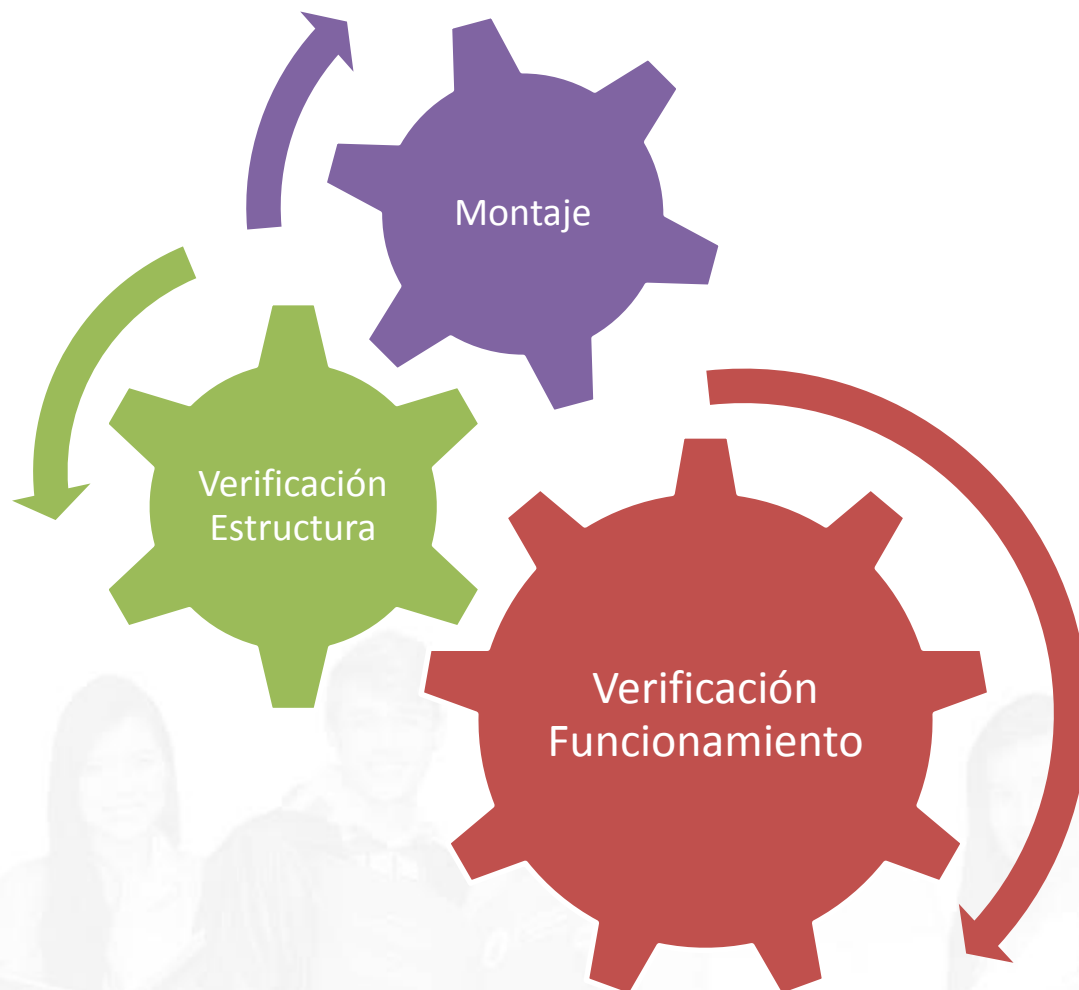 Montaje
Verificación
Estructura
Verificación
Funcionamiento